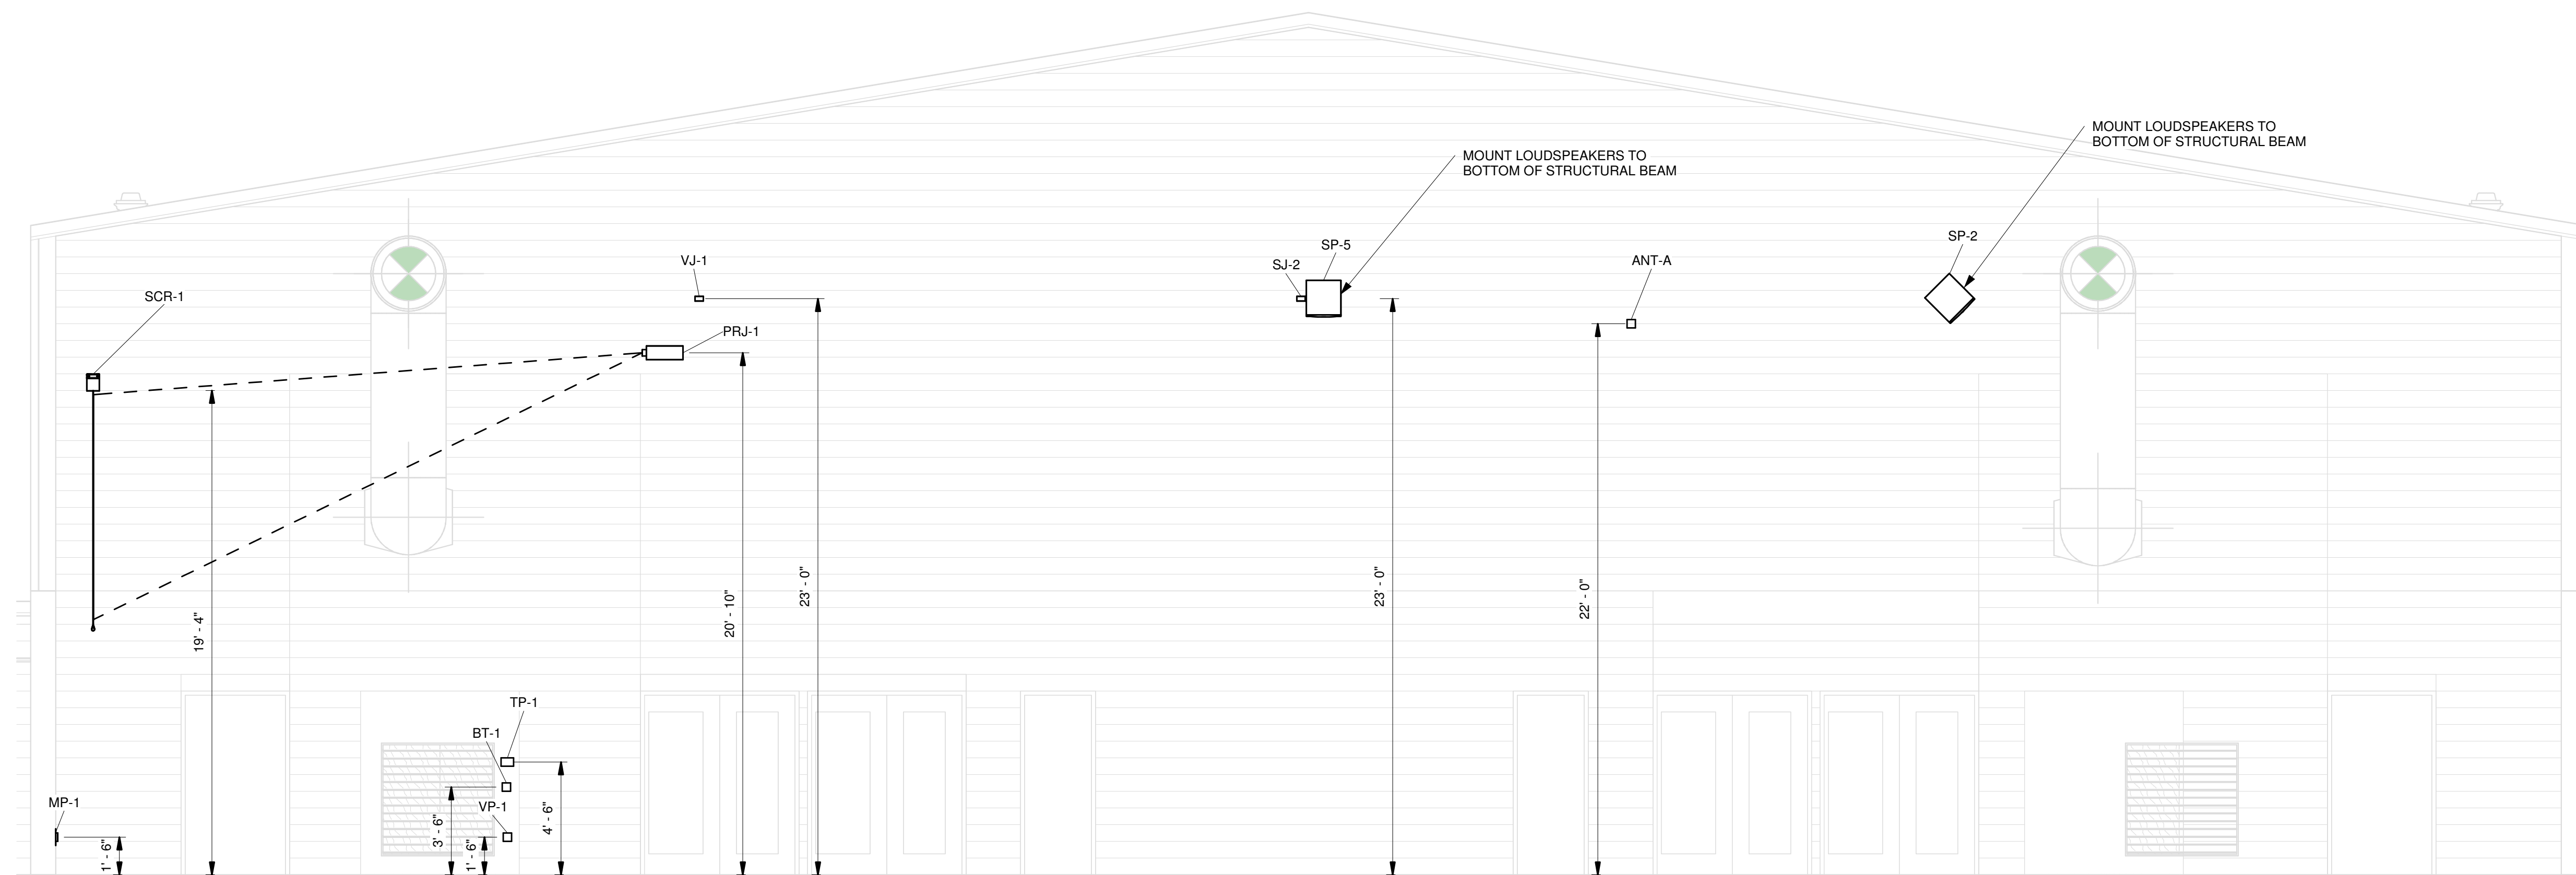 MOUNT LOUDSPEAKERS TO
BOTTOM OF STRUCTURAL BEAM
MOUNT LOUDSPEAKERS TO
BOTTOM OF STRUCTURAL BEAM
SCR-1
VJ-1
PRJ-1
SJ-2
SP-5
ANT-A
SP-2
19' - 4"
20' - 10"
23' - 0"
23' - 0"
22' - 0"
TP-1
BT-1
VP-1
MP-1
1' - 6"
3' - 6"
1' - 6"
4' - 6"